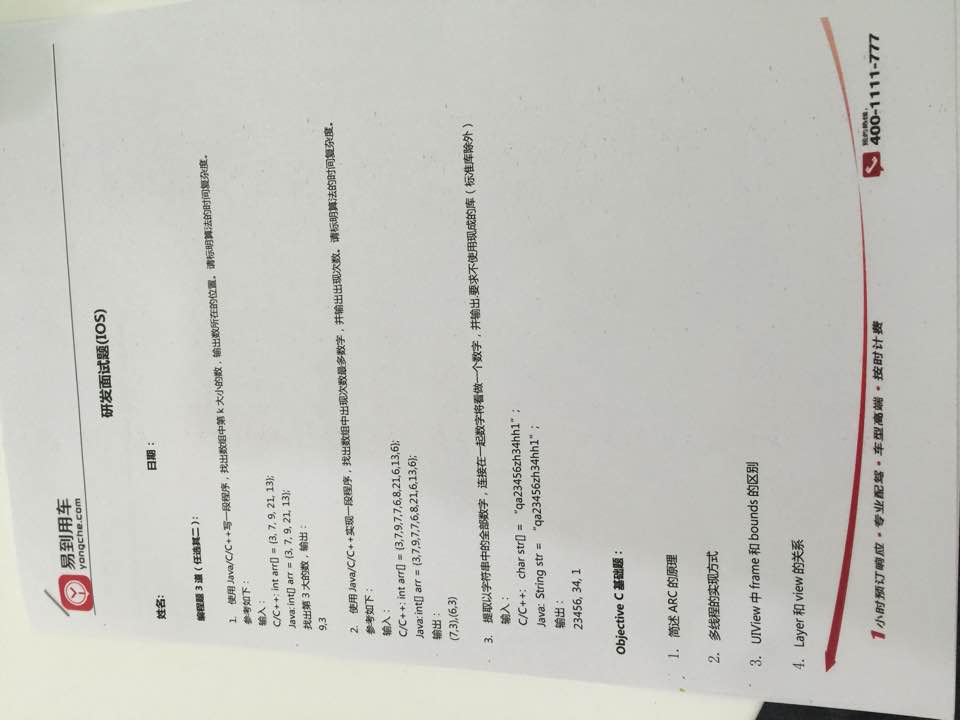 易到用车
yongche.com
研发面试题(IOS)
姓名:
日期：
编程题 3 道（任选其二）：
1. 使用 Java/C/C++写一段程序，找出数组中第 k 大小的数，输出数所在的位置。请标明算法的时间复杂度。
参考如下：
输入：
C/C++: int arr[] = {3, 7, 9, 21, 13};
Java: int[] arr = {3, 7, 9, 21, 13};
找出第 3 大的数，输出：
9,3
2. 使用 Java/C/C++实现一段程序，找出数组中出现次数最多数字，并输出出现次数。请标明算法的时间复杂度。
参考如下：
输入：
C/C++: int arr[] = {3,7,9,7,7,6,8,21,6,13,6};
Java: int[] arr = {3,7,9,7,7,6,8,21,6,13,6};
输出：
(7,3),(6,3)
3. 提取以字符串中的全部数字，连接在一起数字将看做一个数字，并输出.要求不使用现成的库（标准库除外）
输入：
C/C++: char str[] = “qa23456zh34hh1”;
Java: String str = “qa23456zh34hh1”;
输出：
23456, 34, 1
Objective C 基础题：
1. 简述 ARC 的原理
2. 多线程的实现方式
3. UIView 中 frame 和 bounds 的区别
4. Layer 和 view 的关系
1小时预订响应・专业配驾・车型高端・按时计费
预约热线：
400-1111-777